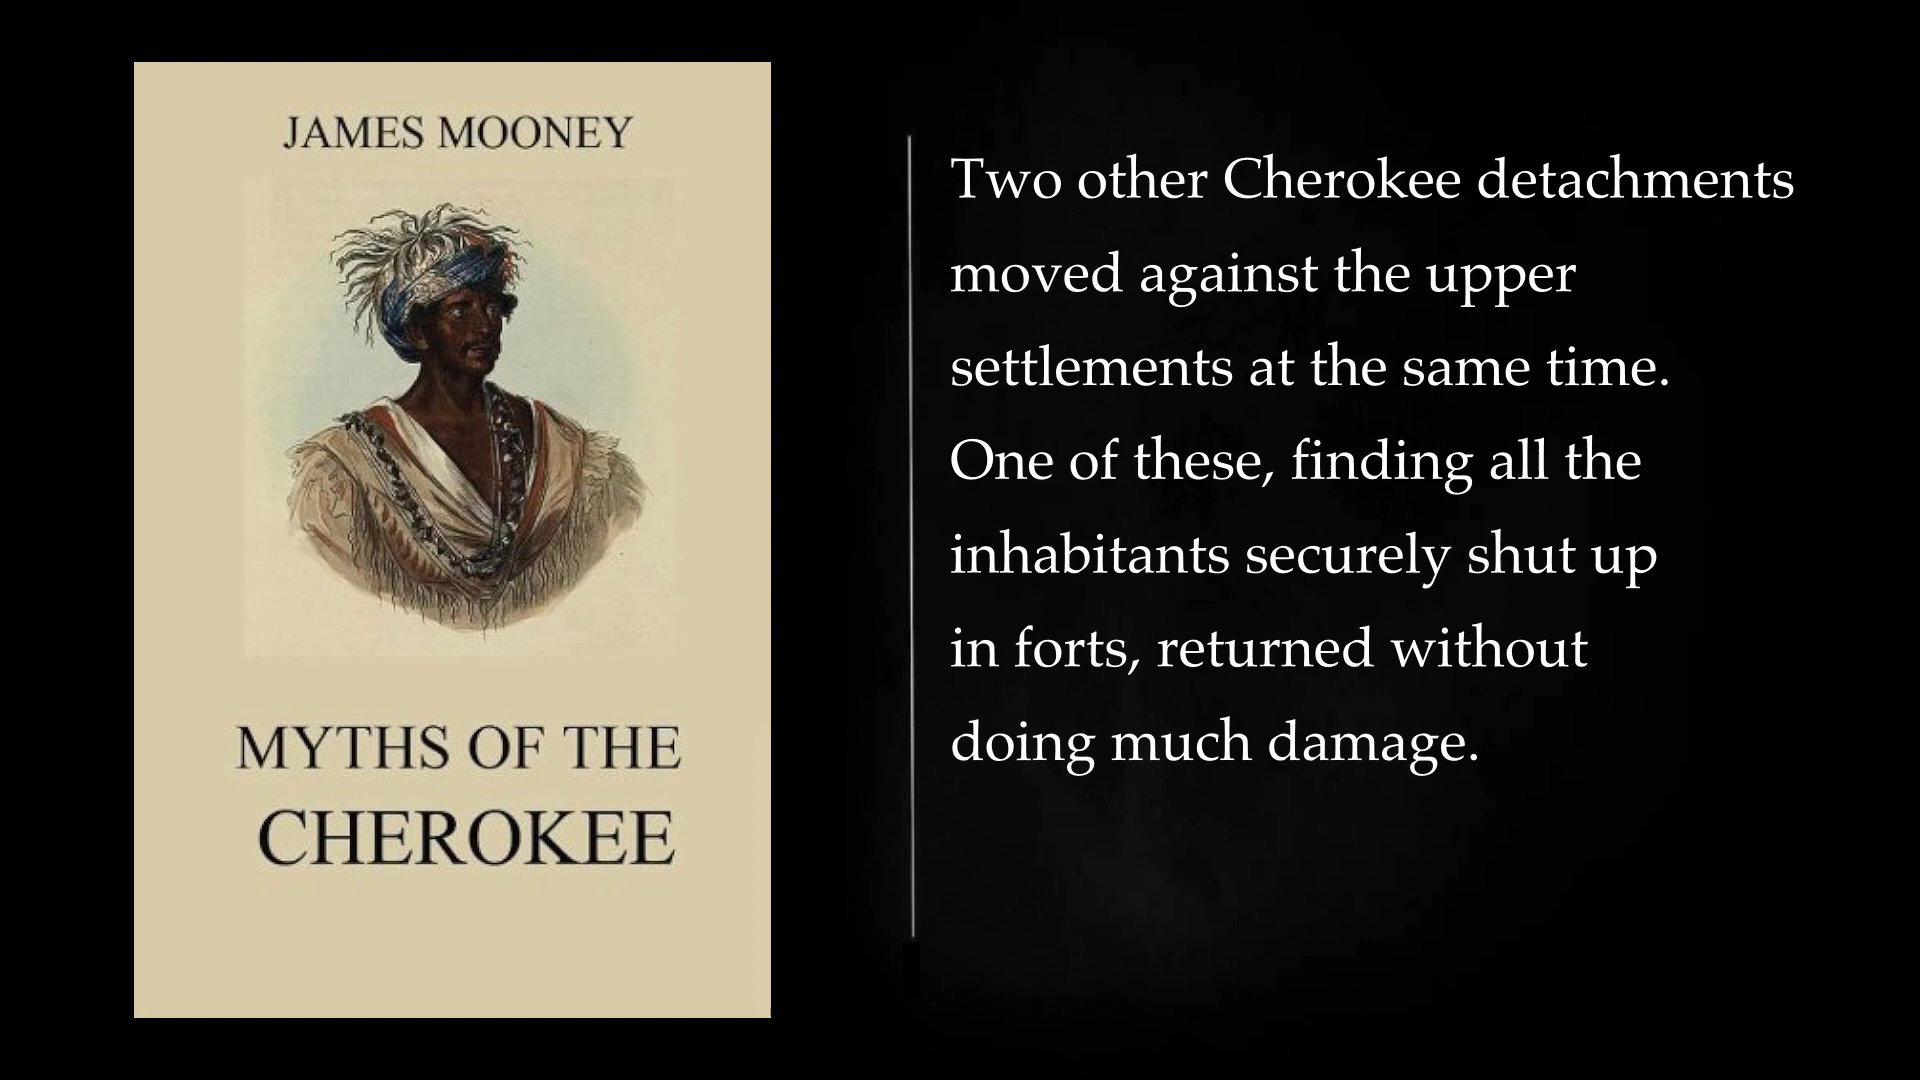 JAMES MOONEY
MYTHS OF THE
CHEROKEE
Two other Cherokee detachments
moved against the upper
settlements at the same time.
One of these, finding all the
inhabitants securely shut up
in forts, returned without
doing much damage.